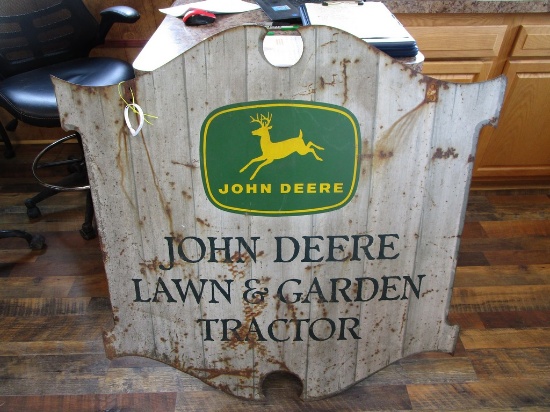 JOHN DEERE
JOHN DEERE
LAWN & GARDEN
TRACTOR